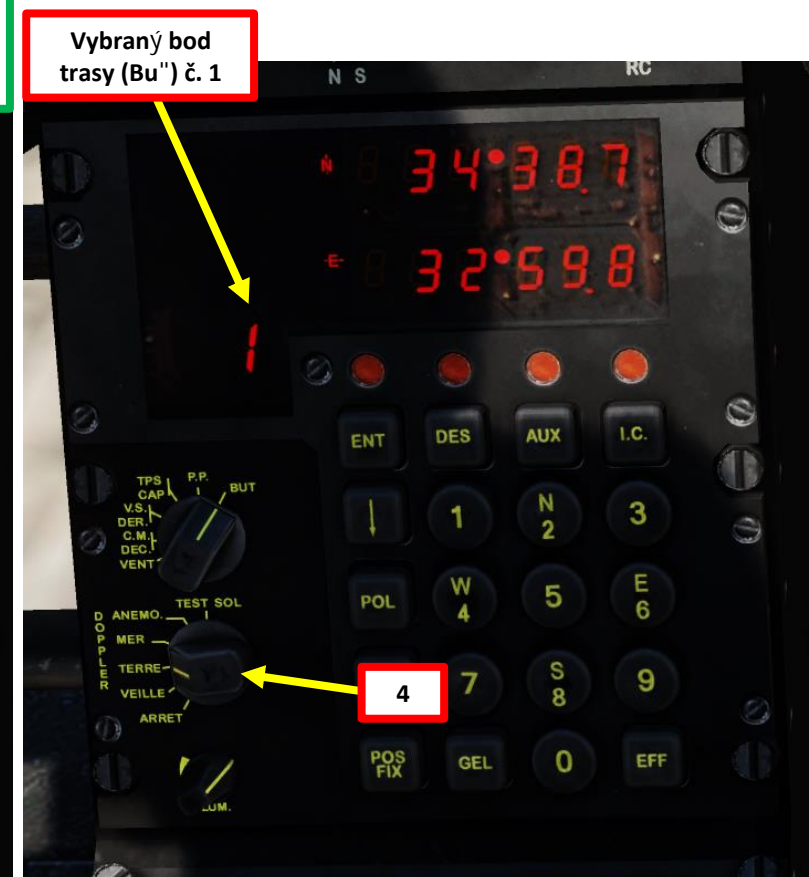 Vybraný bod
trasy (Bu") č. 1
N S
RC
N 34°38.7
-E- 32°59.8
1
ENT DES AUX I.C.
TPS P.P.
CAP BUT
V.S.
DER.
C.M.
DEC.
VENT
↓ 1 N 2 3
POL W 4 5 E 6
TEST SOL
DOPPLER
ANEMO.
MER
TERRE
VEILLE
ARRET
4
7 S 8 9
POS FIX GEL 0 EFF
LUM.